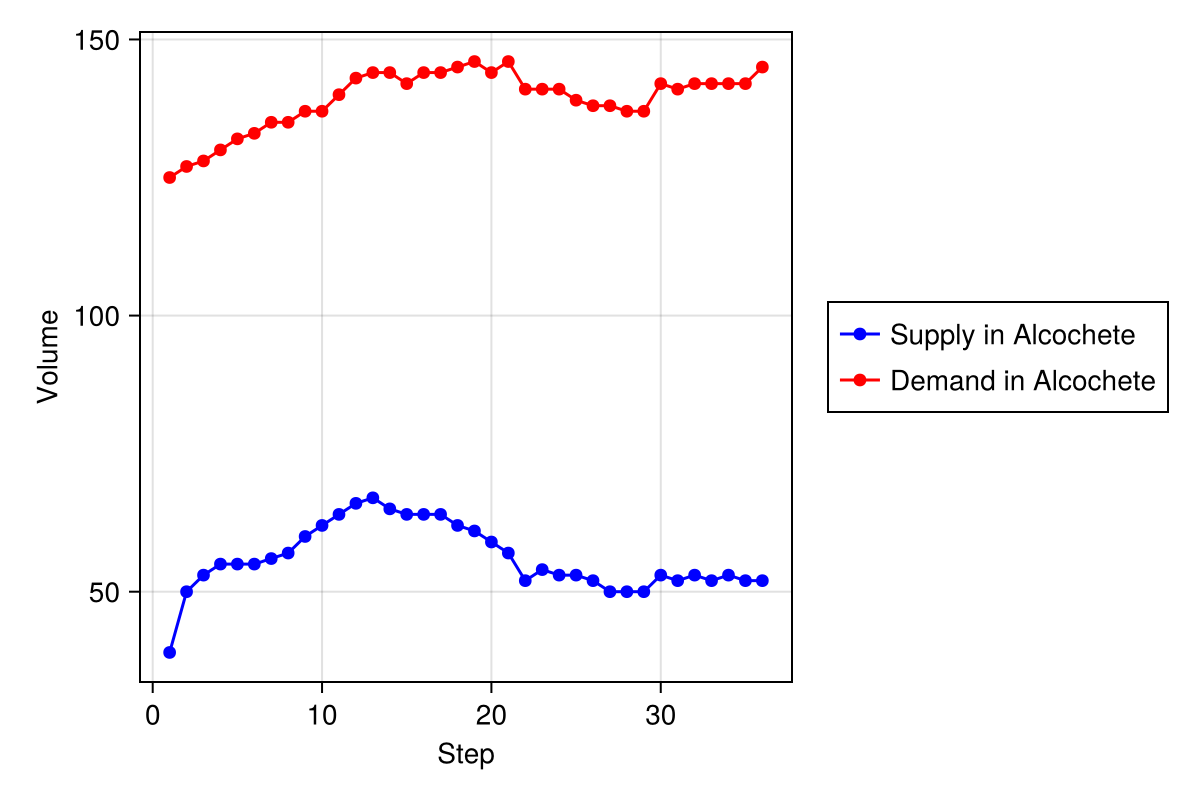 150
100
50
Volume
0 10 20 30
Step
Supply in Alcochete
Demand in Alcochete